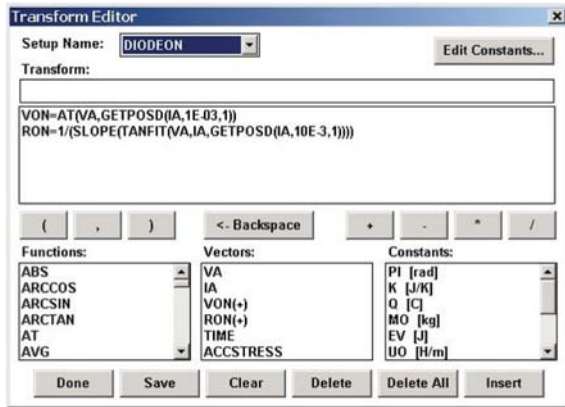 Transform Editor
Setup Name: DIODEON Edit Constants...
Transform:
VON=AT(VA,GETPOSD(IA,1E-03,1))
RON=1/(SLOPE(TANFIT(VA,IA,GETPOSD(IA,10E-3,1))))
( , ) <- Backspace + - * /
Functions: Vectors: Constants:
ABS VA PI [rad]
ARCCOS IA K [J/K]
ARCSIN VON(+) Q [C]
ARCTAN RON(+) MO [kg]
AT TIME EV [J]
AVG ACCSTRESS UO [H/m]
Done Save Clear Delete Delete All Insert